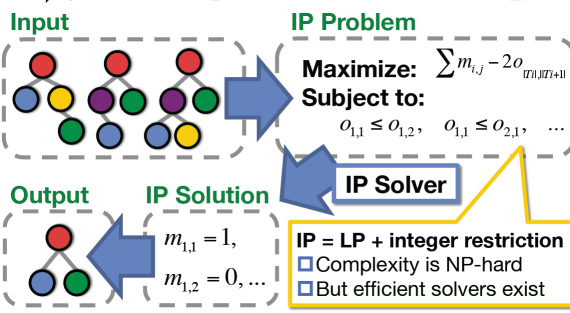 Input
IP Problem
Maximize: ∑ m_{i,j} − 2o_{|Ti|,|Ti+1|}
Subject to:
o_{1,1} ≤ o_{1,2}, o_{1,1} ≤ o_{2,1}, ...
IP Solver
Output
IP Solution
m_{1,1} = 1,
m_{1,2} = 0, ...
IP = LP + integer restriction
Complexity is NP-hard
But efficient solvers exist